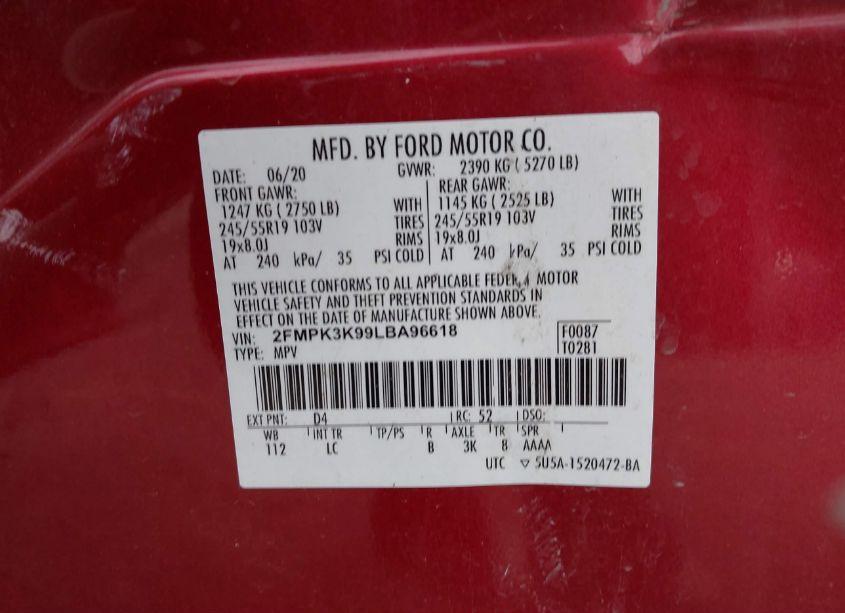 MFD. BY FORD MOTOR CO.
DATE: 06/20 GVWR: 2390 KG ( 5270 LB)
FRONT GAWR: REAR GAWR:
1247 KG ( 2750 LB) WITH 1145 KG ( 2525 LB) WITH
245/55R19 103V TIRES 245/55R19 103V TIRES
19x8.0J RIMS 19x8.0J RIMS
AT 240 kPa/ 35 PSI COLD AT 240 kPa/ 35 PSI COLD
THIS VEHICLE CONFORMS TO ALL APPLICABLE FEDERAL MOTOR
VEHICLE SAFETY AND THEFT PREVENTION STANDARDS IN
EFFECT ON THE DATE OF MANUFACTURE SHOWN ABOVE.
VIN: 2FMPK3K99LBA96618 F0087
TYPE: MPV T0281
EXT PNT: D4 RC: 52 DSO:
WB INT TR TP/PS R AXLE TR SPR
112 LC B 3K 8 AAAA
UTC ▽ 5U5A-1520472-BA